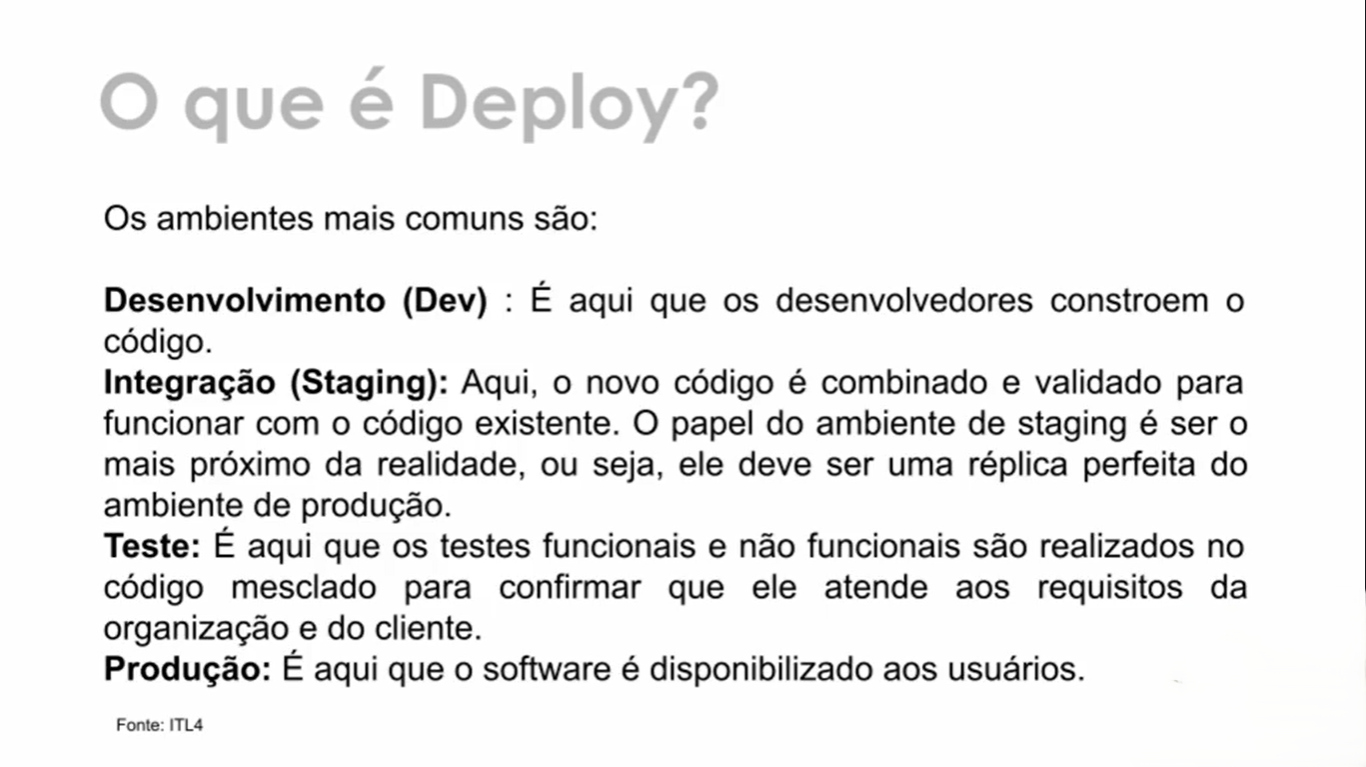 O que é Deploy?
Os ambientes mais comuns são:
Desenvolvimento (Dev) : É aqui que os desenvolvedores constroem o
código.
Integração (Staging): Aqui, o novo código é combinado e validado para
funcionar com o código existente. O papel do ambiente de staging é ser o
mais próximo da realidade, ou seja, ele deve ser uma réplica perfeita do
ambiente de produção.
Teste: É aqui que os testes funcionais e não funcionais são realizados no
código mesclado para confirmar que ele atende aos requisitos da
organização e do cliente.
Produção: É aqui que o software é disponibilizado aos usuários.
Fonte: ITL4